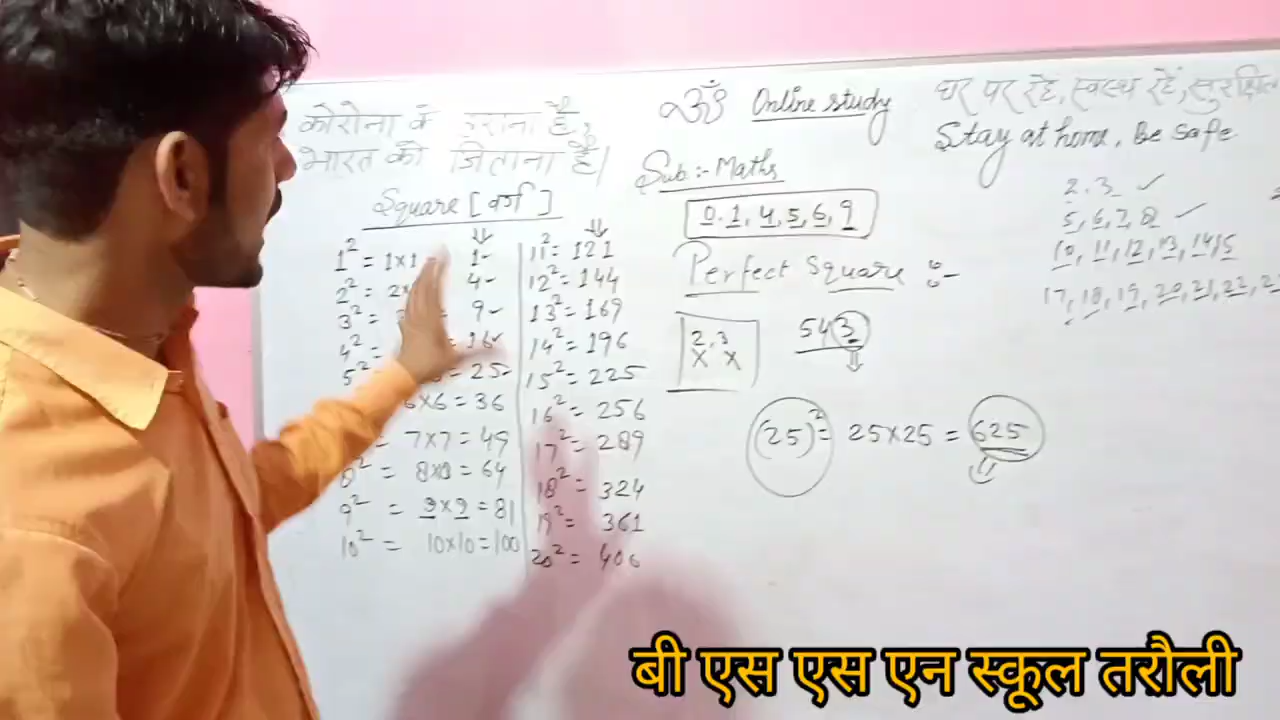 कोरोना को हराना है,
भारत को जिताना है।
Square [वर्ग]
1² = 1×1 = 1
2² = 4
3² = 9
4² = 16
5² = 25
6×6 = 36
= 7×7 = 49
8² = 8×8 = 64
9² = 9×9 = 81
10² = 10×10 = 100
11² = 121
12² = 144
13² = 169
14² = 196
15² = 225
16² = 256
17² = 289
18² = 324
19² = 361
20² = 406
ॐ Online study
Sub:- Maths
0.1, 4, 5, 6, 9
Perfect Square :-
2, 3
× ×
543
(25)² = 25×25 = 625
घर पर रहें, स्वस्थ रहें, सुरक्षित
Stay at home, Be safe
2, 3 ✓
5, 6, 7, 8 ✓
10, 11, 12, 13, 14, 15
17, 18, 19, 20, 21, 22,
बी एस एस एन स्कूल तरौली